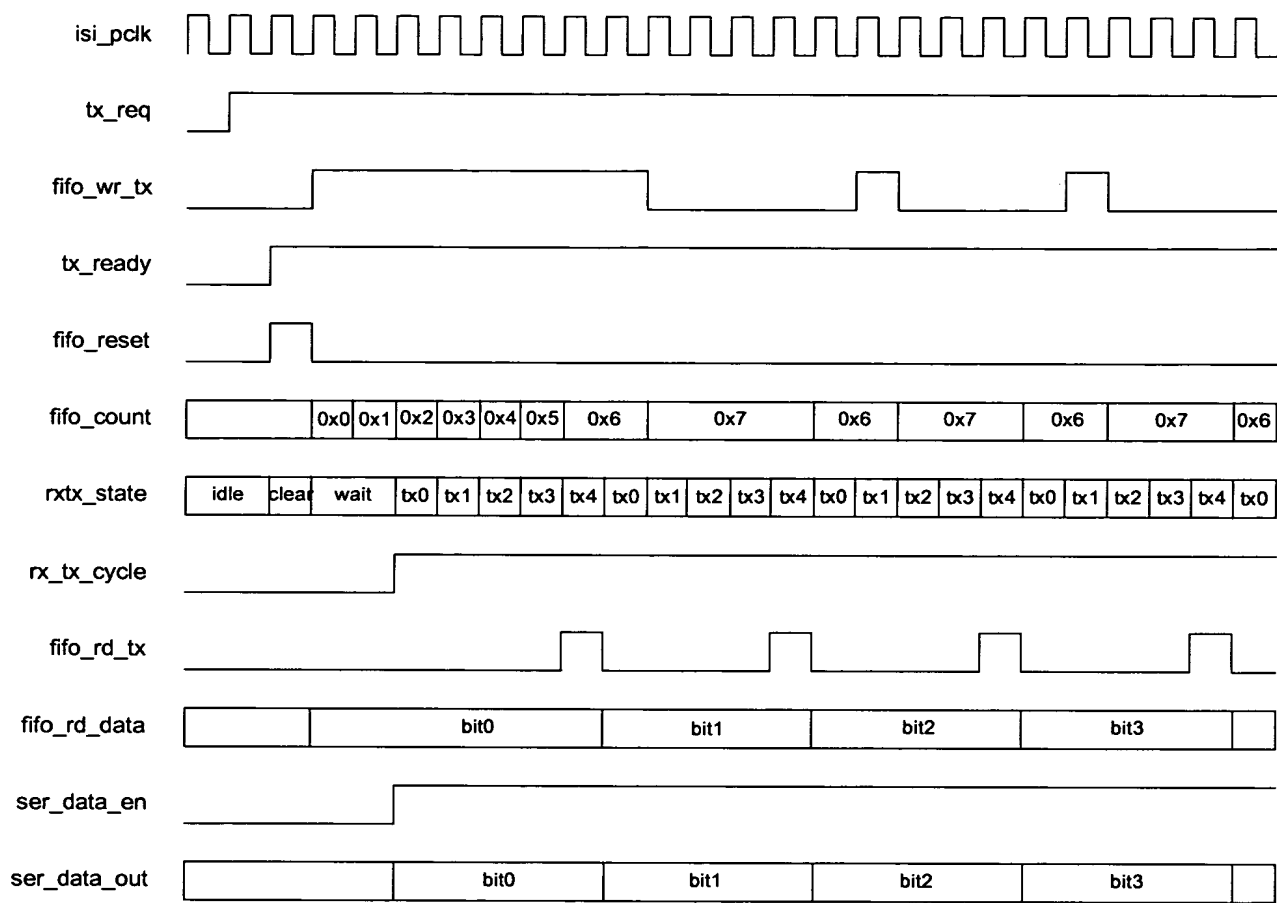 isi_pclk
tx_req
fifo_wr_tx
tx_ready
fifo_reset
fifo_count 0x0 0x1 0x2 0x3 0x4 0x5 0x6 0x7 0x6 0x7 0x6 0x7 0x6
rxtx_state idle clear wait tx0 tx1 tx2 tx3 tx4 tx0 tx1 tx2 tx3 tx4 tx0 tx1 tx2 tx3 tx4 tx0 tx1 tx2 tx3 tx4 tx0
rx_tx_cycle
fifo_rd_tx
fifo_rd_data bit0 bit1 bit2 bit3
ser_data_en
ser_data_out bit0 bit1 bit2 bit3